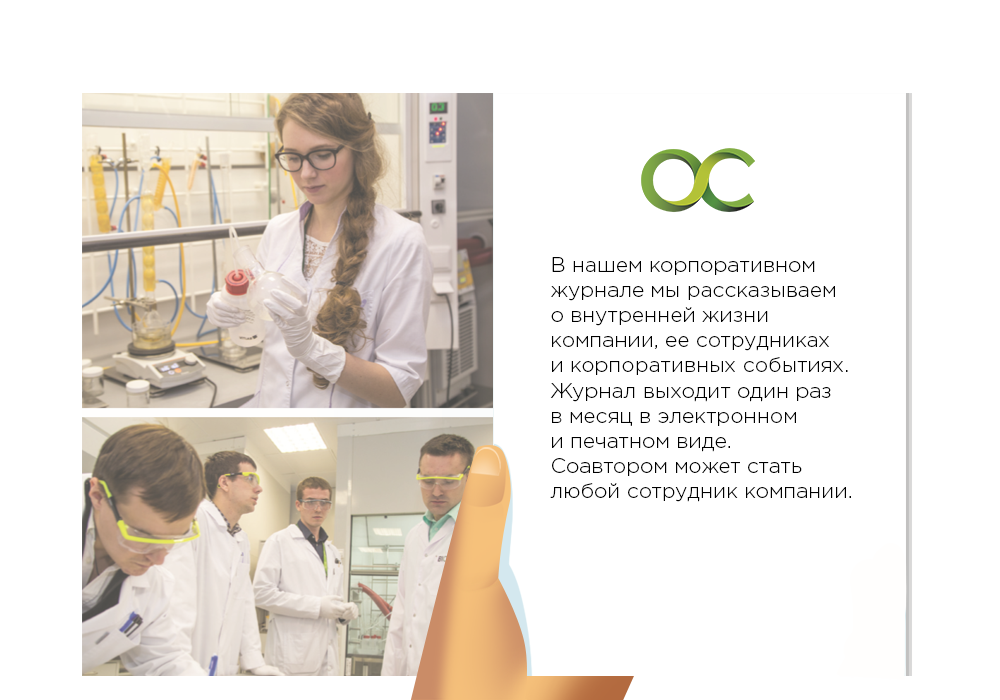 OC
В нашем корпоративном
журнале мы рассказываем
о внутренней жизни
компании, ее сотрудниках
и корпоративных событиях.
Журнал выходит один раз
в месяц в электронном
и печатном виде.
Соавтором может стать
любой сотрудник компании.